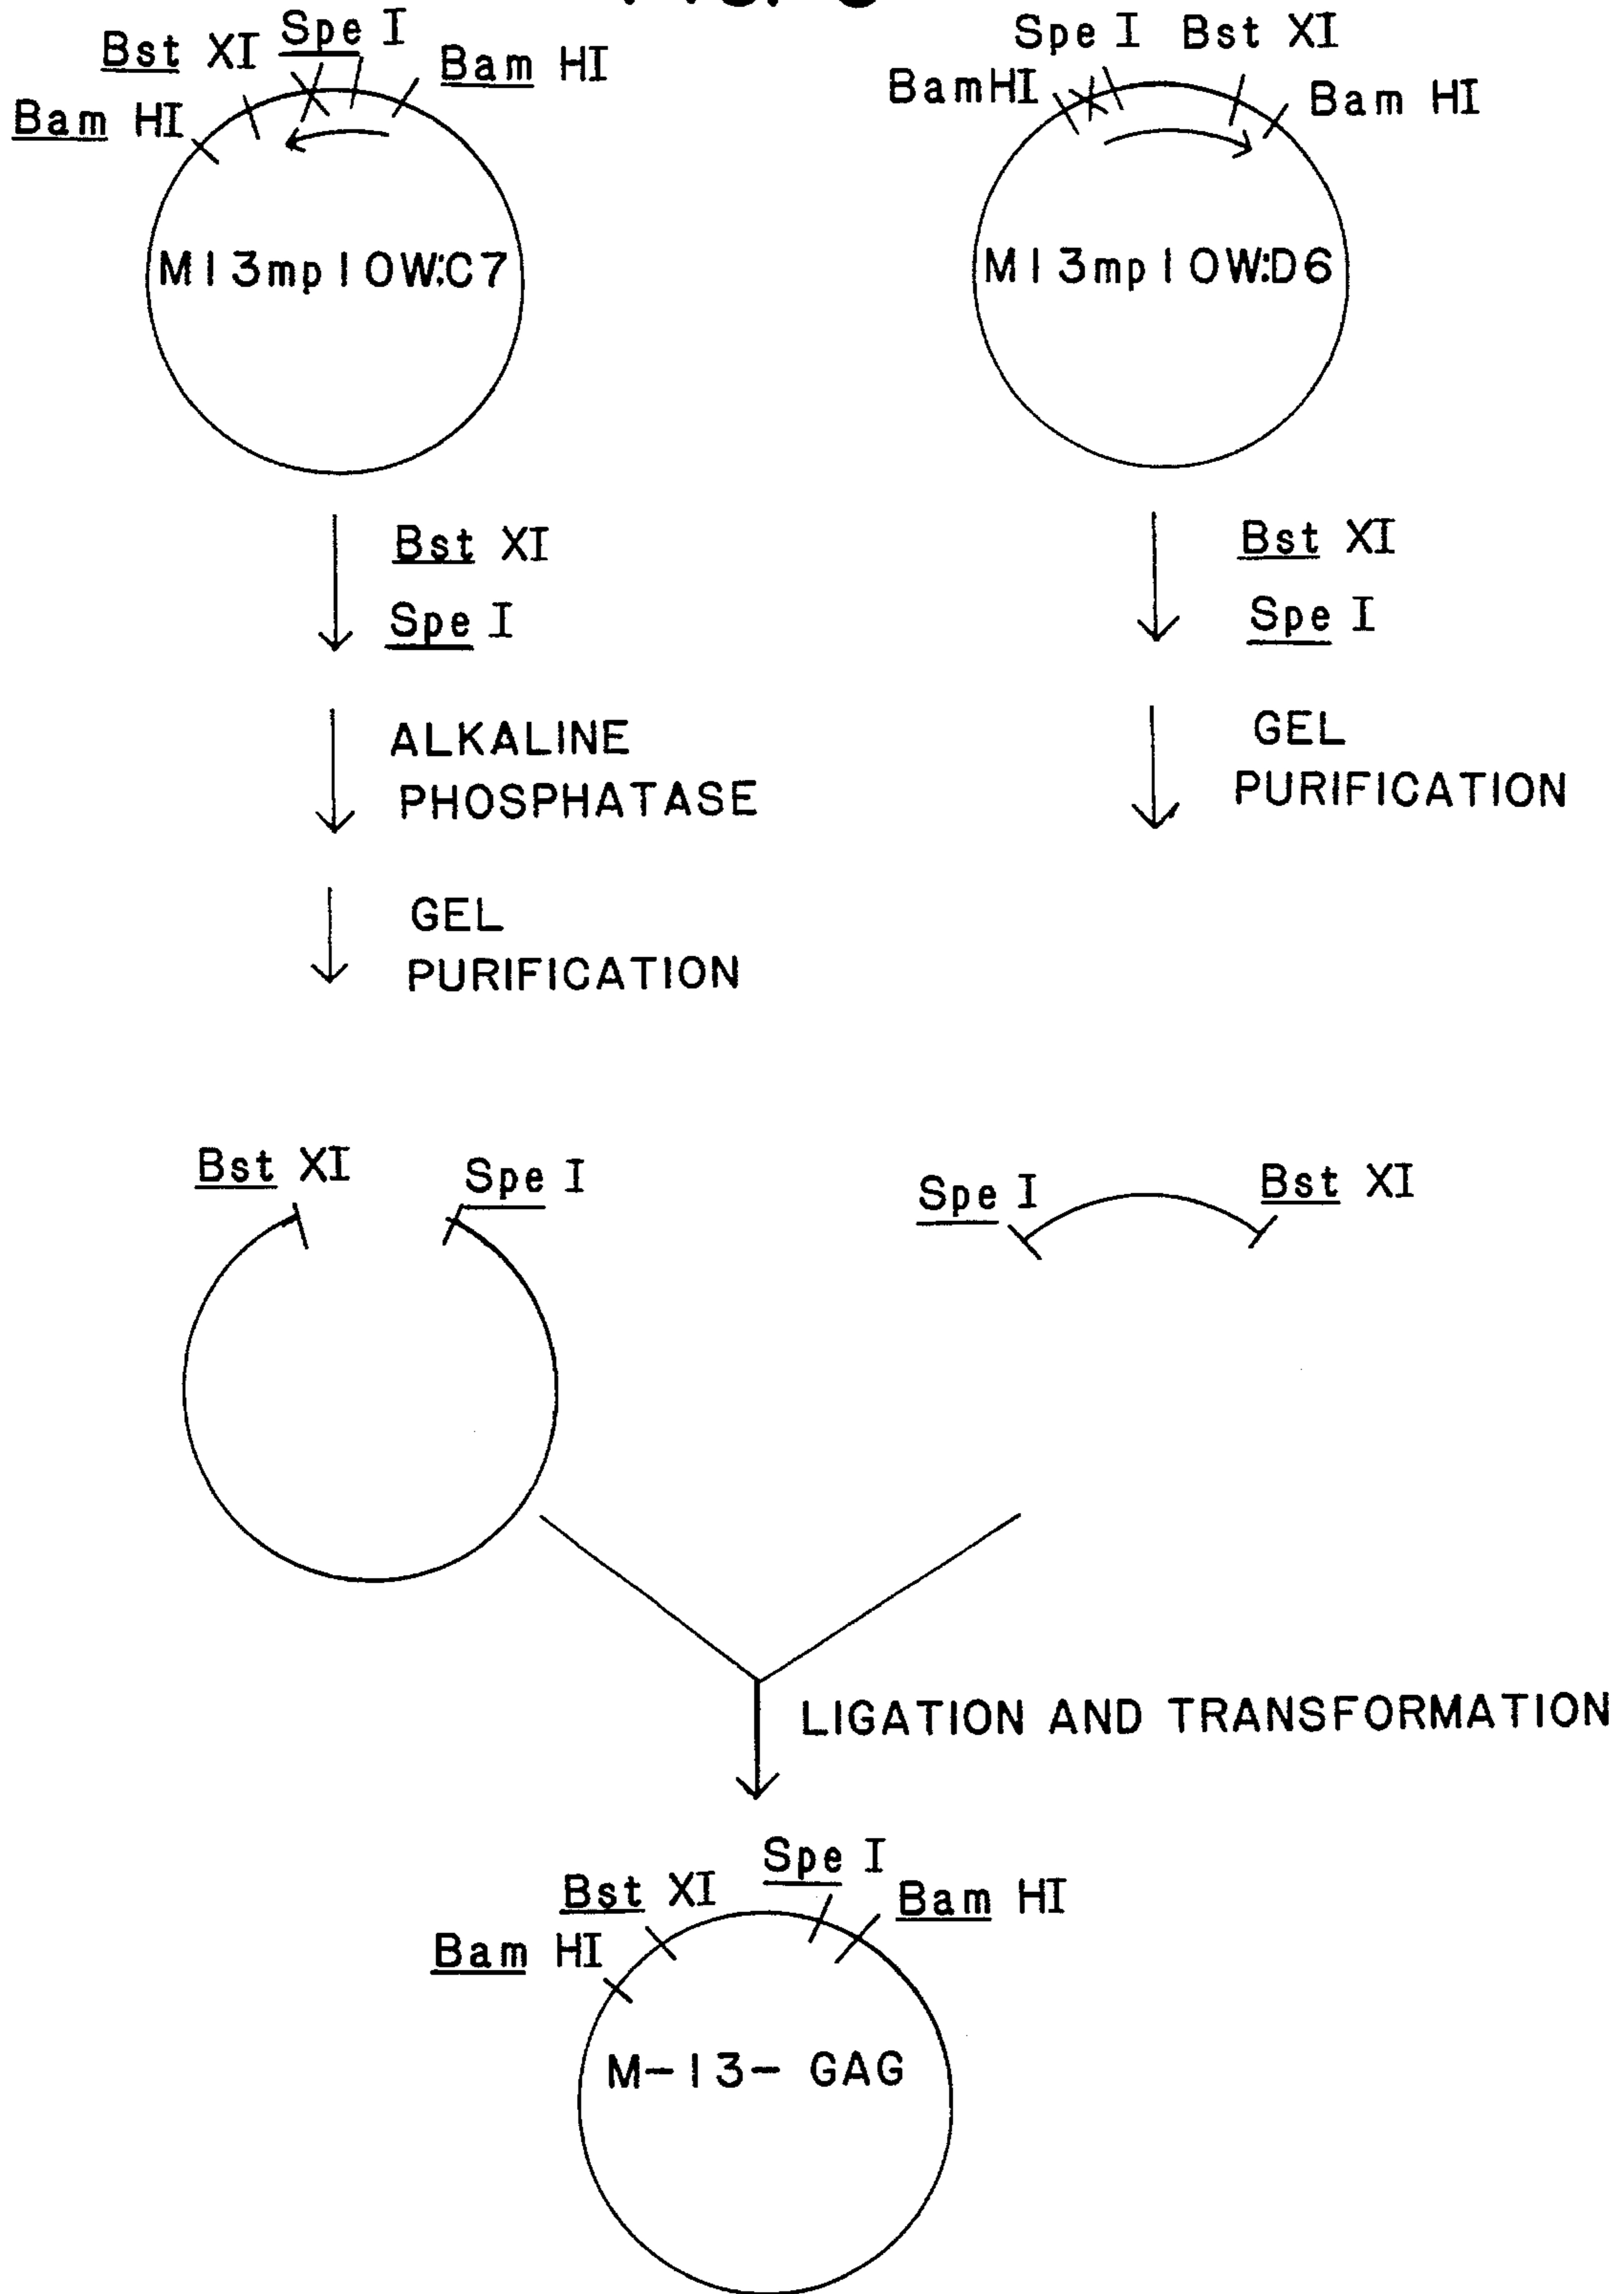 Spe I
Bst XI
Bam HI
Bam HI
M13mp10W:C7
Spe I Bst XI
BamHI
Bam HI
M13mp10W:D6
Bst XI
Spe I
ALKALINE
PHOSPHATASE
GEL
PURIFICATION
Bst XI
Spe I
GEL
PURIFICATION
Bst XI
Spe I
Spe I
Bst XI
LIGATION AND TRANSFORMATION
Spe I
Bst XI
Bam HI
Bam HI
M-13- GAG